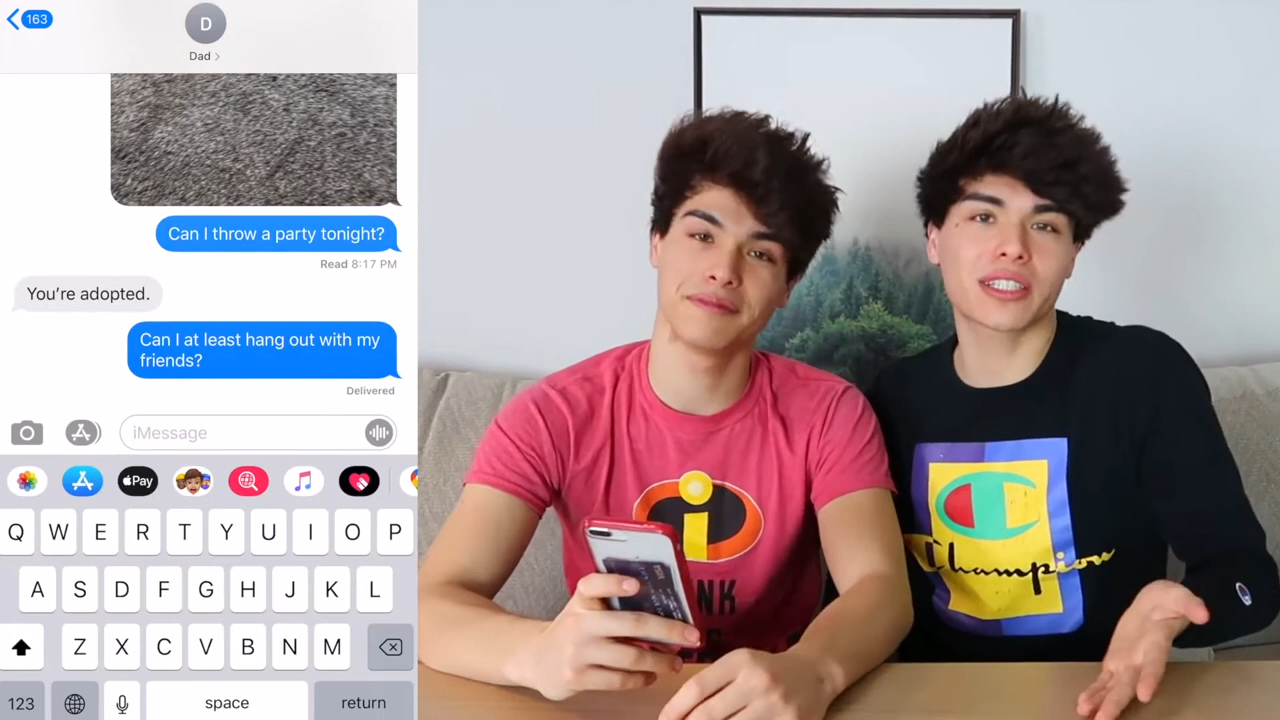 163
D
Dad >
Can I throw a party tonight?
Read 8:17 PM
You're adopted.
Can I at least hang out with my
friends?
Delivered
iMessage
Pay
Q W E R T Y U I O P
A S D F G H J K L
Z X C V B N M
123
space
return
i
C
Champion